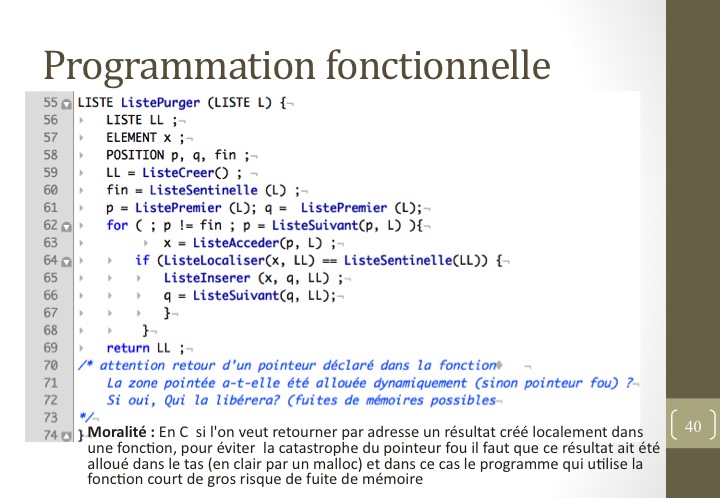 Programmation fonctionnelle
55 LISTE ListePurger (LISTE L) {¬
56 LISTE LL ;¬
57 ELEMENT x ;¬
58 POSITION p, q, fin ;¬
59 LL = ListeCreer() ; ¬
60 fin = ListeSentinelle (L) ;¬
61 p = ListePremier (L); q =  ListePremier (L);¬
62 for ( ; p != fin ; p = ListeSuivant(p, L) ){¬
63 x = ListeAcceder(p, L) ;¬
64 if (ListeLocaliser(x, LL) == ListeSentinelle(LL)) {¬
65 ListeInserer (x, q, LL) ;¬
66 q = ListeSuivant(q, LL);¬
67 }¬
68 }¬
69 return LL ;¬
70 /* attention retour d'un pointeur déclaré dans la fonction ¬
71 La zone pointée a-t-elle été allouée dynamiquement (sinon pointeur fou) ?¬
72 Si oui, Qui la libérera? (fuites de mémoires possibles¬
73 */¬
74 }
Moralité : En C  si l'on veut retourner par adresse un résultat créé localement dans
une fonction, pour éviter  la catastrophe du pointeur fou il faut que ce résultat ait été
alloué dans le tas (en clair par un malloc) et dans ce cas le programme qui utilise la
fonction court de gros risque de fuite de mémoire
40